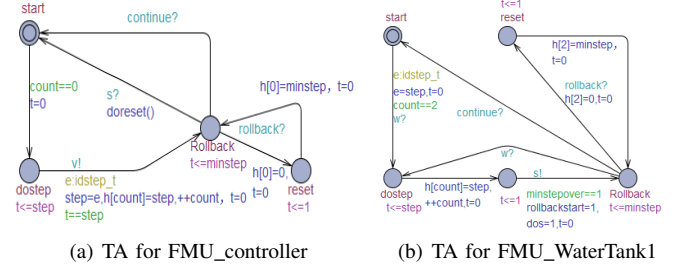 start
continue?
count==0
t=0
s?
doreset()
h[0]=minstep, t=0
rollback?
Rollback
t<=minstep
v!
e:idstep_t
step=e,h[count]=step,++count, t=0
t==step
dostep
t<=step
h[0]=0,
t=0
reset
t<=1
(a) TA for FMU_controller
start
reset
t<=1
h[2]=minstep,
t=0
e:idstep_t
e=step,t=0
count==2
w?
continue?
rollback?
h[2]=0,t=0
w?
dostep
t<=step
h[count]=step,
++count,t=0
t<=1
s!
minstepover==1
rollbackstart=1,
dos=1,t=0
Rollback
t<=minstep
(b) TA for FMU_WaterTank1